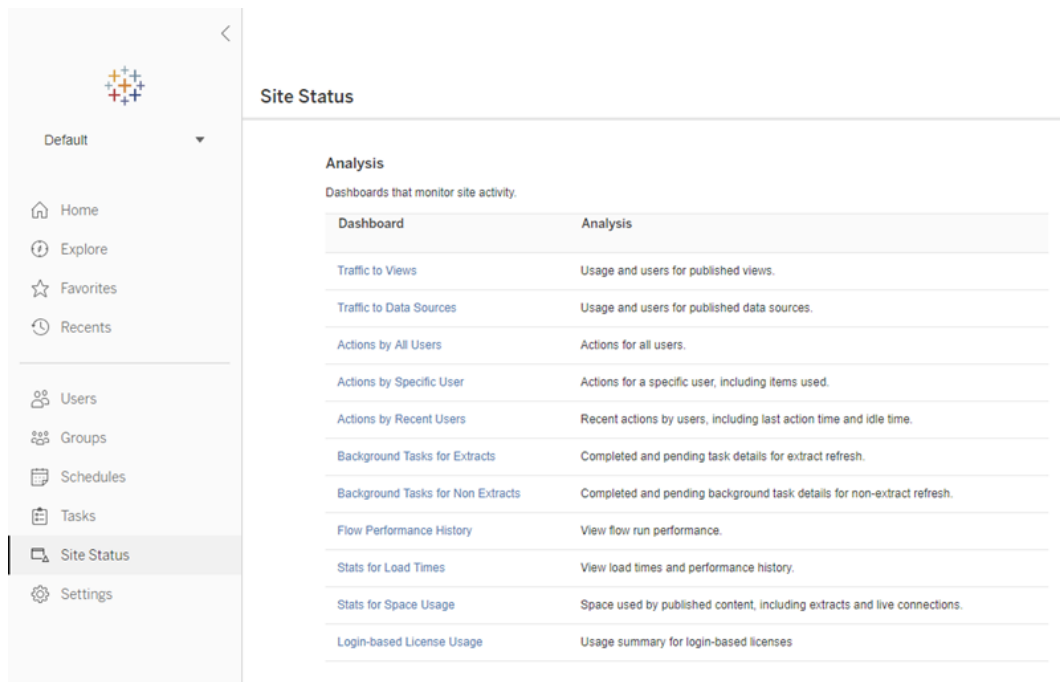 Default
Home
Explore
Favorites
Recents
Users
Groups
Schedules
Tasks
Site Status
Settings
Site Status
Analysis
Dashboards that monitor site activity.
Dashboard Analysis
Traffic to Views Usage and users for published views.
Traffic to Data Sources Usage and users for published data sources.
Actions by All Users Actions for all users.
Actions by Specific User Actions for a specific user, including items used.
Actions by Recent Users Recent actions by users, including last action time and idle time.
Background Tasks for Extracts Completed and pending task details for extract refresh.
Background Tasks for Non Extracts Completed and pending background task details for non-extract refresh.
Flow Performance History View flow run performance.
Stats for Load Times View load times and performance history.
Stats for Space Usage Space used by published content, including extracts and live connections.
Login-based License Usage Usage summary for login-based licenses